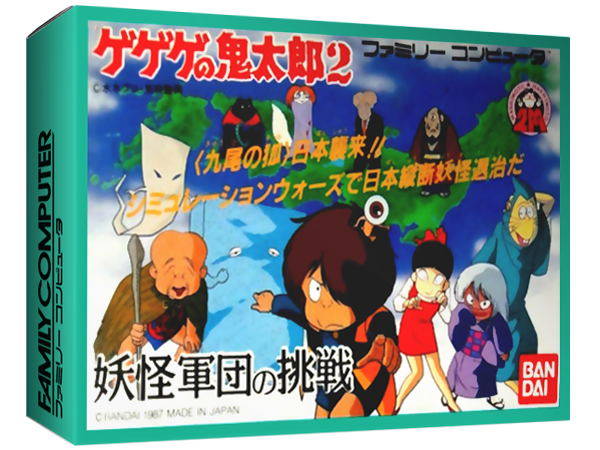 ゲゲゲの鬼太郎2
ファミリー コンピュータ
〈九尾の狐〉日本襲来!!
シミュレーションウォーズで日本縦断妖怪退治だ
妖怪軍団の挑戦
©BANDAI 1987 MADE IN JAPAN
BAN
DAI
FAMILY COMPUTER
ファミリー コンピュータ